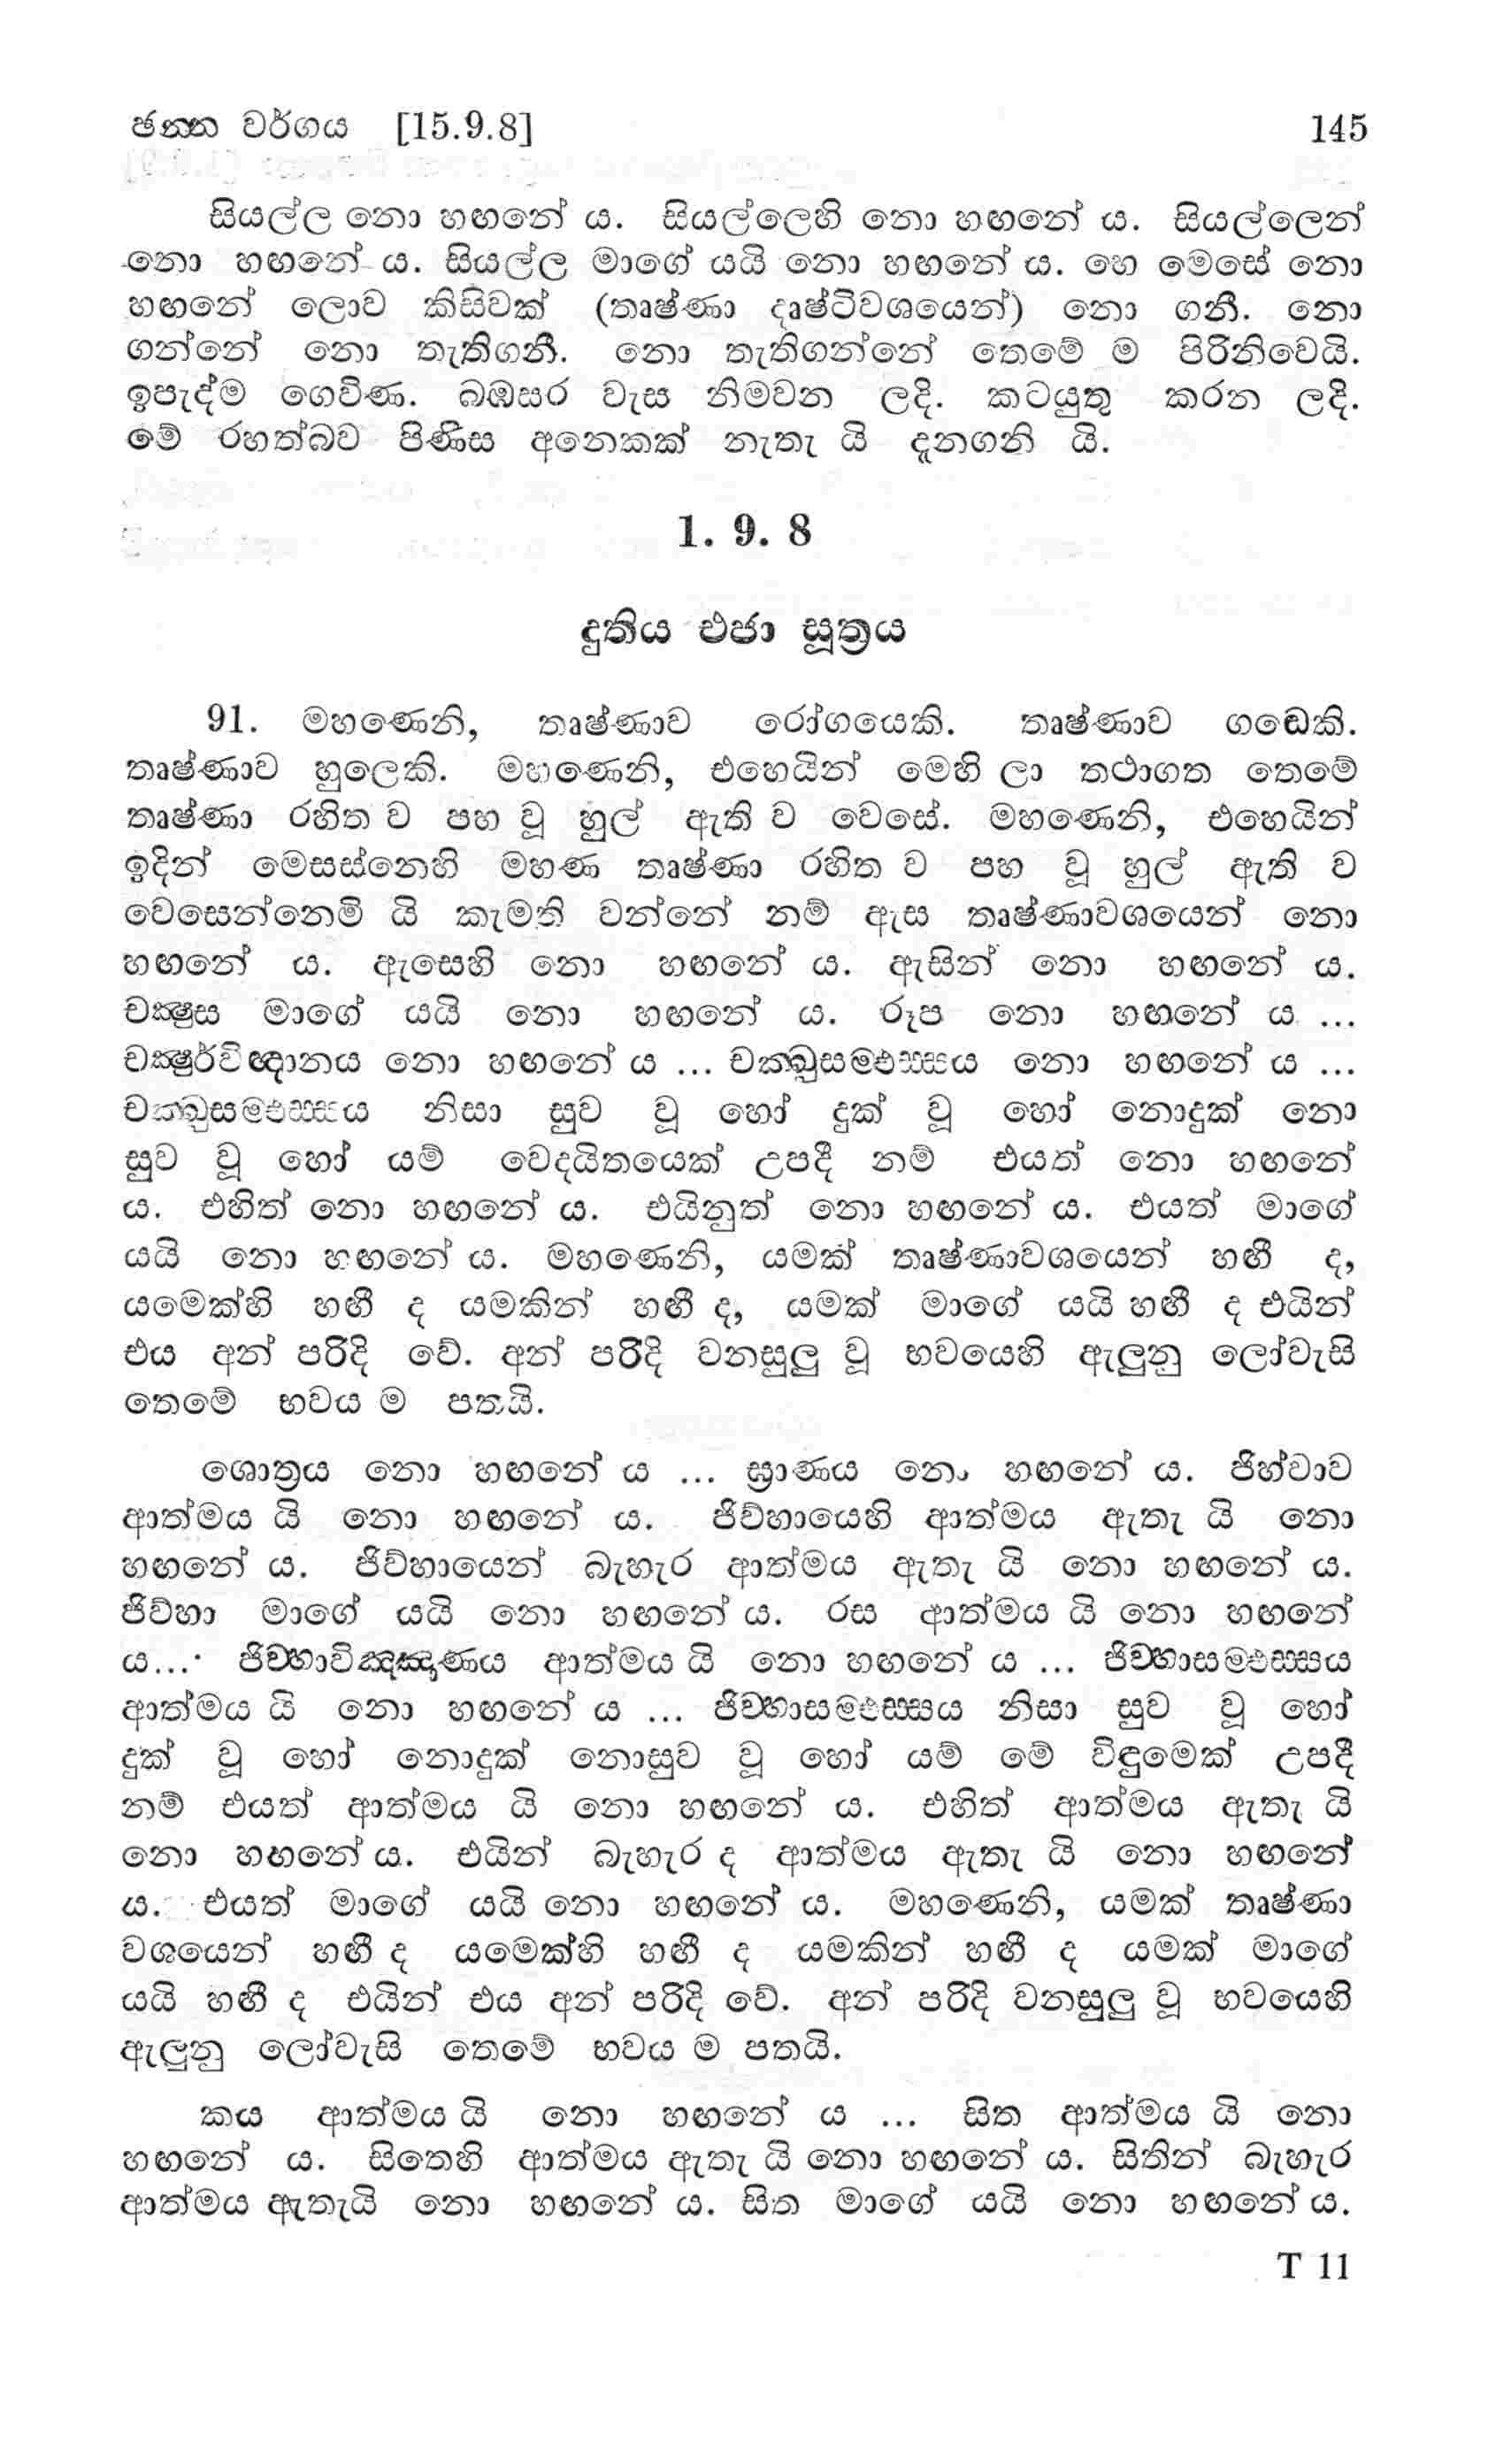 ඡන්න වර්ගය [15.9.8] 145
සියල්ල නො හඟනේ ය. සියල්ලෙහි නො හඟනේ ය. සියල්ලෙන්
නො හඟනේ ය. සියල්ල මාගේ යයි නො හඟනේ ය. හෙ මෙසේ නො
හඟනේ ලොව කිසිවක් (තෘෂ්ණා දෘෂ්ටිවශයෙන්) නො ගනී. නො
ගන්නේ නො තැතිගනී. නො තැතිගන්නේ තෙමේ ම පිරිනිවෙයි.
ඉපැද්ම ගෙවිණ. බඹසර වැස නිමවන ලදි. කටයුතු කරන ලදි.
මේ රහත්බව පිණිස අනෙකක් නැතැ යි දැනගනි යි.
1. 9. 8
දුතිය එජා සූත්‍රය
91. මහණෙනි, තෘෂ්ණාව රෝගයෙකි. තෘෂ්ණාව ගඬෙකි.
තෘෂ්ණාව හුලෙකි. මහණෙනි, එහෙයින් මෙහි ලා තථාගත තෙමේ
තෘෂ්ණා රහිත ව පහ වූ හුල් ඇති ව වෙසේ. මහණෙනි, එහෙයින්
ඉදින් මෙසස්නෙහි මහණ තෘෂ්ණා රහිත ව පහ වූ හුල් ඇති ව
වෙසෙන්නෙමි යි කැමති වන්නේ නම් ඇස තෘෂ්ණාවශයෙන් නො
හඟනේ ය. ඇසෙහි නො හඟනේ ය. ඇසින් නො හඟනේ ය.
චක්‍ෂුස මාගේ යයි නො හඟනේ ය. රූප නො හඟනේ ය ...
චක්‍ෂුර්විඥානය නො හඟනේ ය ... චක්‍ඛුසම්ඵස්සය නො හඟනේ ය ...
චක්‍ඛුසම්ඵස්සය නිසා සුව වූ හෝ දුක් වූ හෝ නොදුක් නො
සුව වූ හෝ යම් වෙදයිතයෙක් උපදී නම් එයත් නො හඟනේ
ය. එහිත් නො හඟනේ ය. එයිනුත් නො හඟනේ ය. එයත් මාගේ
යයි නො හඟනේ ය. මහණෙනි, යමක් තෘෂ්ණාවශයෙන් හඟී ද,
යමෙක්හි හඟී ද යමකින් හඟී ද, යමක් මාගේ යයි හඟී ද එයින්
එය අන් පරිදි වේ. අන් පරිදි වනසුලු වූ භවයෙහි ඇලුනු ලෝවැසි
තෙමේ භවය ම පතයි.
ශොත්‍රය නො හඟනේ ය ... ඝ්‍රාණය නො හඟනේ ය. ජිහ්වාව
ආත්මය යි නො හඟනේ ය. ජිව්හායෙහි ආත්මය ඇතැ යි නො
හඟනේ ය. ජිව්හායෙන් බැහැර ආත්මය ඇතැ යි නො හඟනේ ය.
ජිව්හා මාගේ යයි නො හඟනේ ය. රස ආත්මය යි නො හඟනේ
ය... ජිව්හාවිඤ්ඤාණය ආත්මය යි නො හඟනේ ය ... ජිව්හාසම්ඵස්සය
ආත්මය යි නො හඟනේ ය ... ජිව්හාසම්ඵස්සය නිසා සුව වූ හෝ
දුක් වූ හෝ නොදුක් නොසුව වූ හෝ යම් මේ විඳුමෙක් උපදී
නම් එයත් ආත්මය යි නො හඟනේ ය. එහිත් ආත්මය ඇතැ යි
නො හඟනේ ය. එයින් බැහැර ද ආත්මය ඇතැ යි නො හඟනේ
ය. එයත් මාගේ යයි නො හඟනේ ය. මහණෙනි, යමක් තෘෂ්ණා
වශයෙන් හඟී ද යමෙක්හි හඟී ද යමකින් හඟී ද යමක් මාගේ
යයි හඟී ද එයින් එය අන් පරිදි වේ. අන් පරිදි වනසුලු වූ භවයෙහි
ඇලුනු ලෝවැසි තෙමේ භවය ම පතයි.
කය ආත්මය යි නො හඟනේ ය ... සිත ආත්මය යි නො
හඟනේ ය. සිතෙහි ආත්මය ඇතැ යි නො හඟනේ ය. සිතින් බැහැර
ආත්මය ඇතැයි නො හඟනේ ය. සිත මාගේ යයි නො හඟනේ ය.
T 11